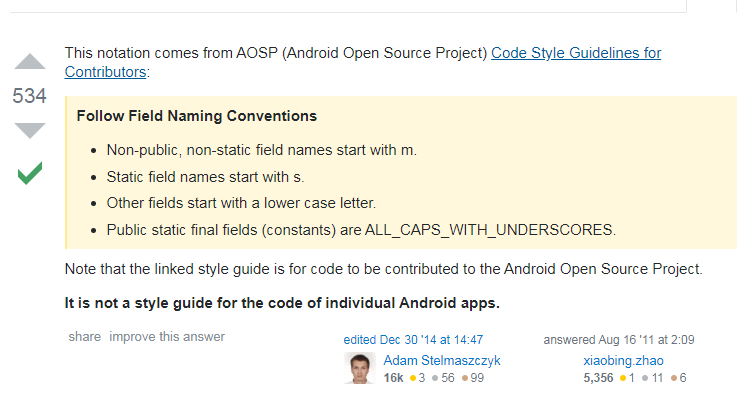 This notation comes from AOSP (Android Open Source Project) Code Style Guidelines for
Contributors:
534
Follow Field Naming Conventions
• Non-public, non-static field names start with m.
• Static field names start with s.
• Other fields start with a lower case letter.
• Public static final fields (constants) are ALL_CAPS_WITH_UNDERSCORES.
Note that the linked style guide is for code to be contributed to the Android Open Source Project.
It is not a style guide for the code of individual Android apps.
share improve this answer
edited Dec 30 '14 at 14:47
Adam Stelmaszczyk
16k ●3 ●56 ●99
answered Aug 16 '11 at 2:09
xiaobing.zhao
5,356 ●1 ●11 ●6